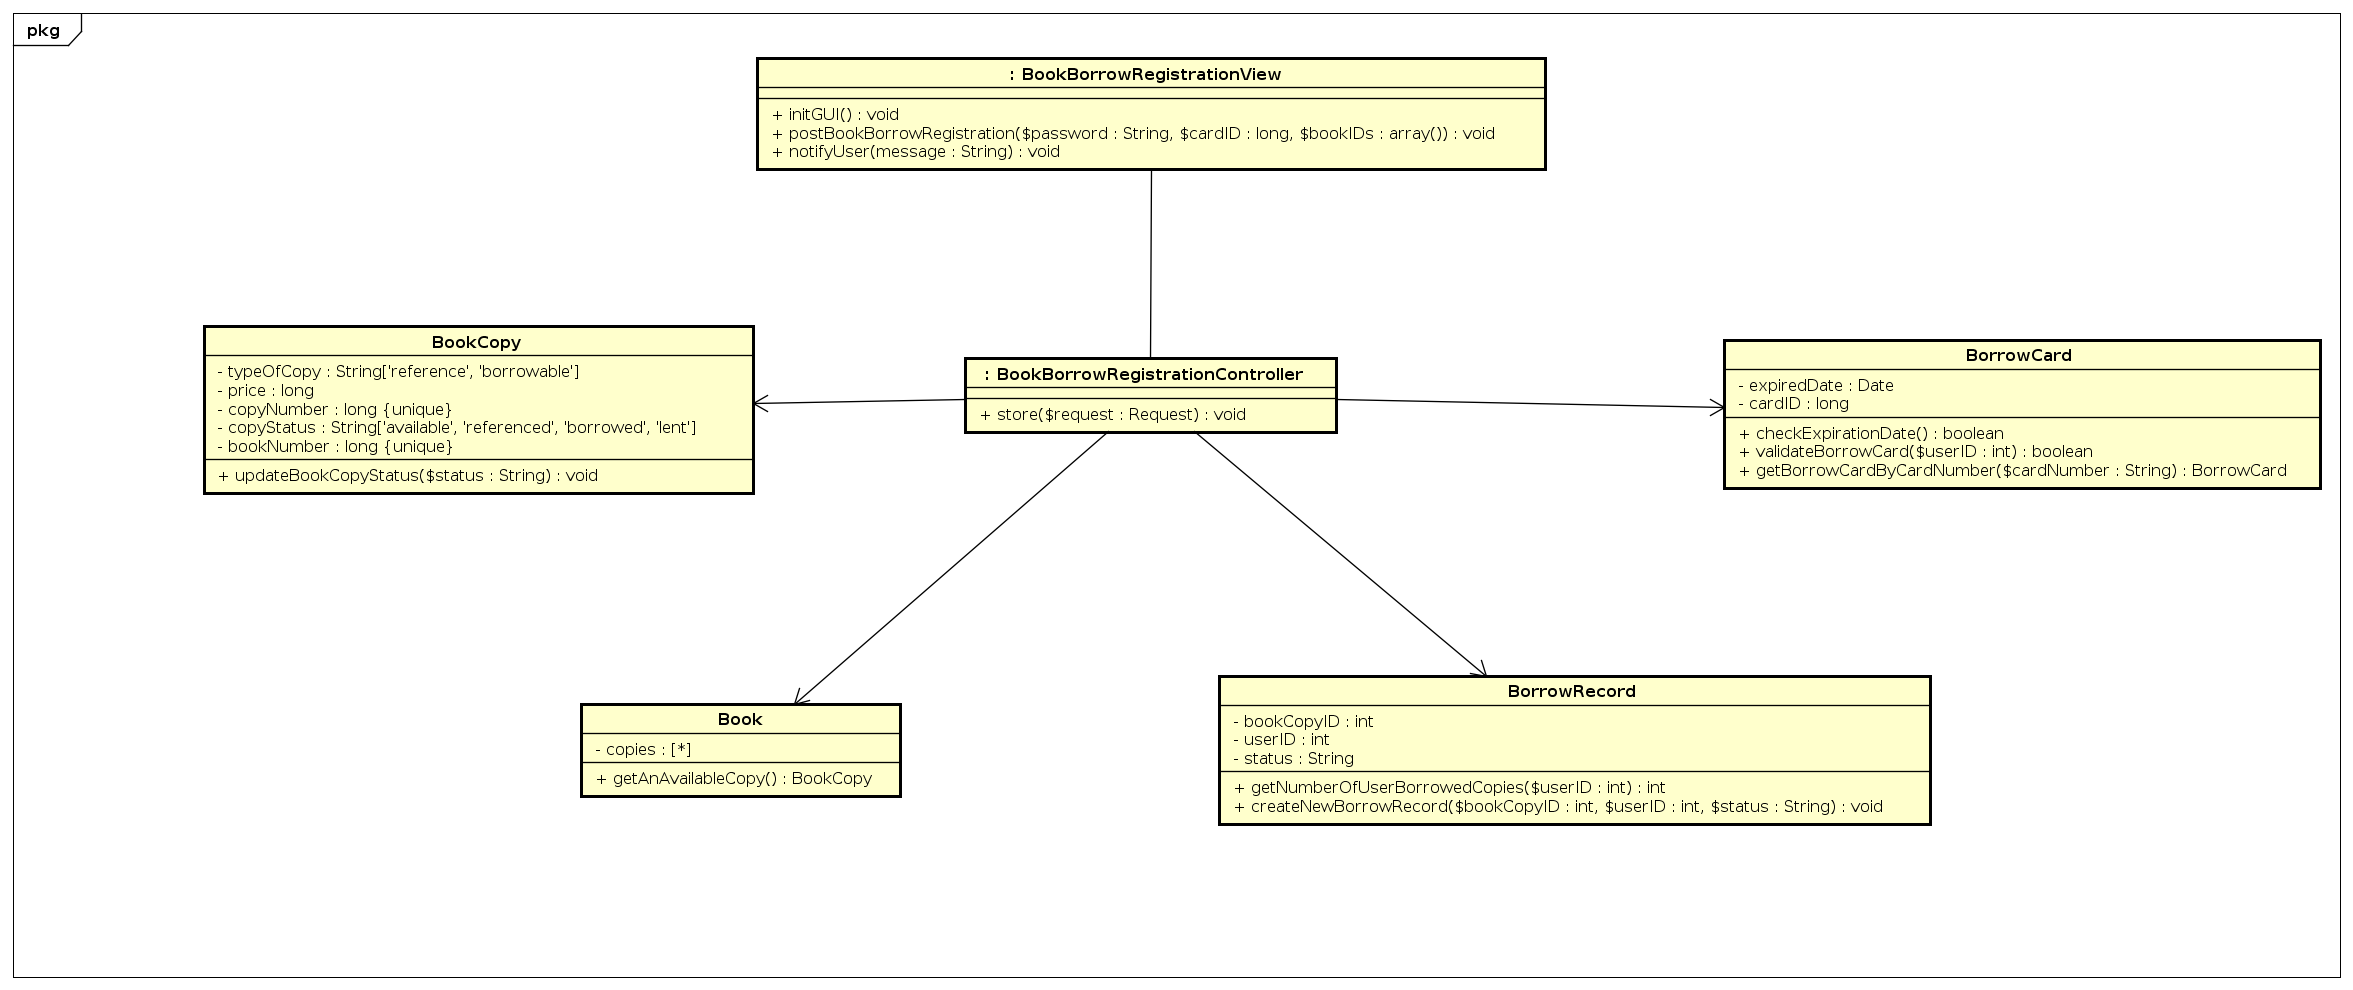 pkg
: BookBorrowRegistrationView
+ initGUI() : void
+ postBookBorrowRegistration($password : String, $cardID : long, $bookIDs : array()) : void
+ notifyUser(message : String) : void
BookCopy
- typeOfCopy : String['reference', 'borrowable']
- price : long
- copyNumber : long {unique}
- copyStatus : String['available', 'referenced', 'borrowed', 'lent']
- bookNumber : long {unique}
+ updateBookCopyStatus($status : String) : void
: BookBorrowRegistrationController
+ store($request : Request) : void
BorrowCard
- expiredDate : Date
- cardID : long
+ checkExpirationDate() : boolean
+ validateBorrowCard($userID : int) : boolean
+ getBorrowCardByCardNumber($cardNumber : String) : BorrowCard
Book
- copies : [*]
+ getAnAvailableCopy() : BookCopy
BorrowRecord
- bookCopyID : int
- userID : int
- status : String
+ getNumberOfUserBorrowedCopies($userID : int) : int
+ createNewBorrowRecord($bookCopyID : int, $userID : int, $status : String) : void